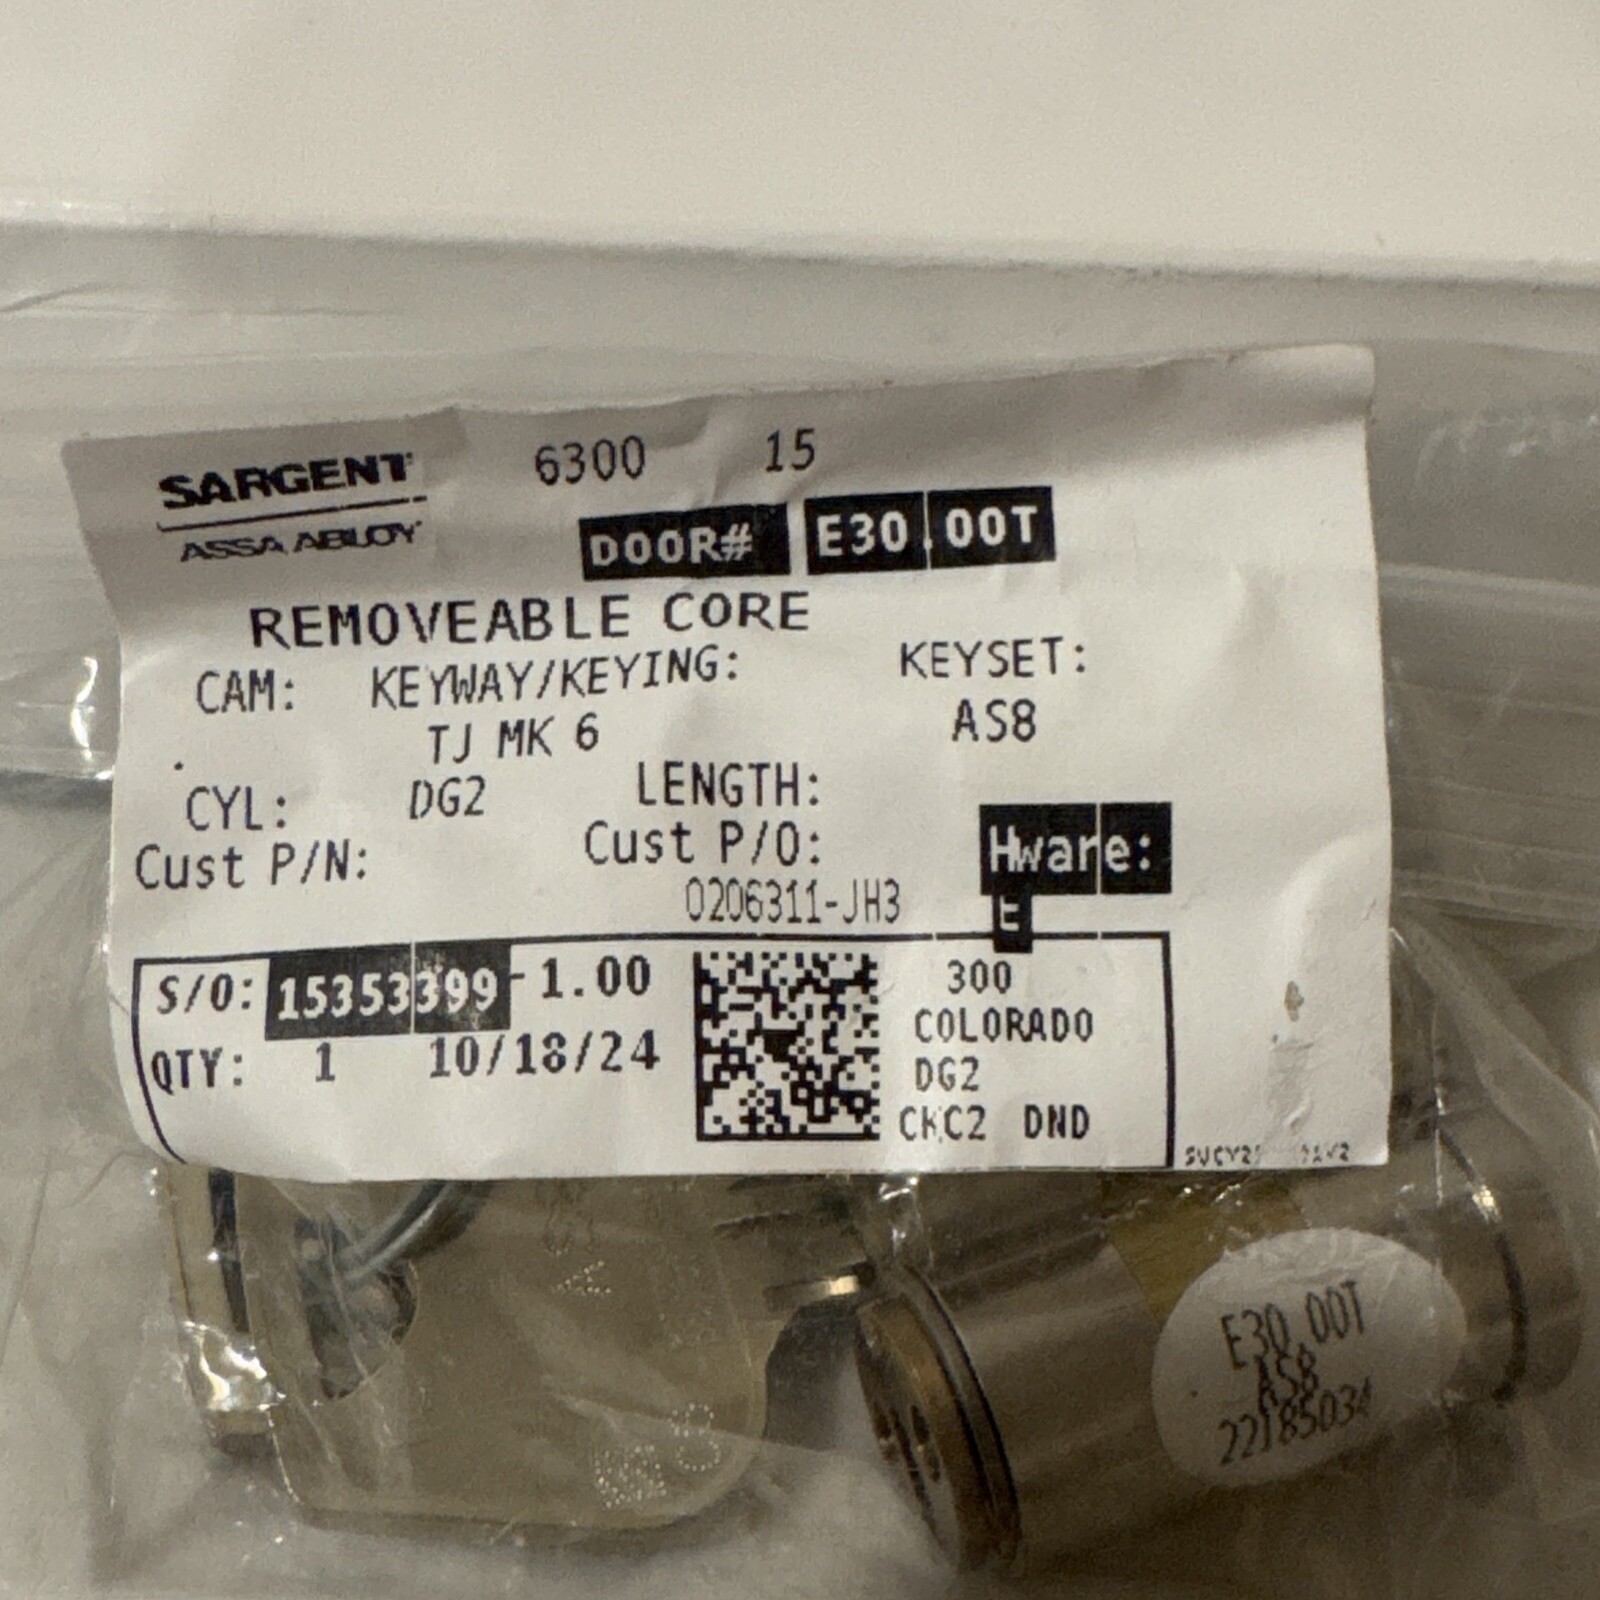 SARGENT 6300 15
ASSA ABLOY DOOR# E30.00T
REMOVEABLE CORE
CAM: KEYWAY/KEYING: KEYSET:
TJ MK 6 AS8
CYL: DG2 LENGTH:
Cust P/N: Cust P/O: Hware:
0206311-JH3 E
S/O: 15353399-1.00 300
COLORADO
QTY: 1 10/18/24 DG2
CKC2 DND
E30.00T
AS8
22185034